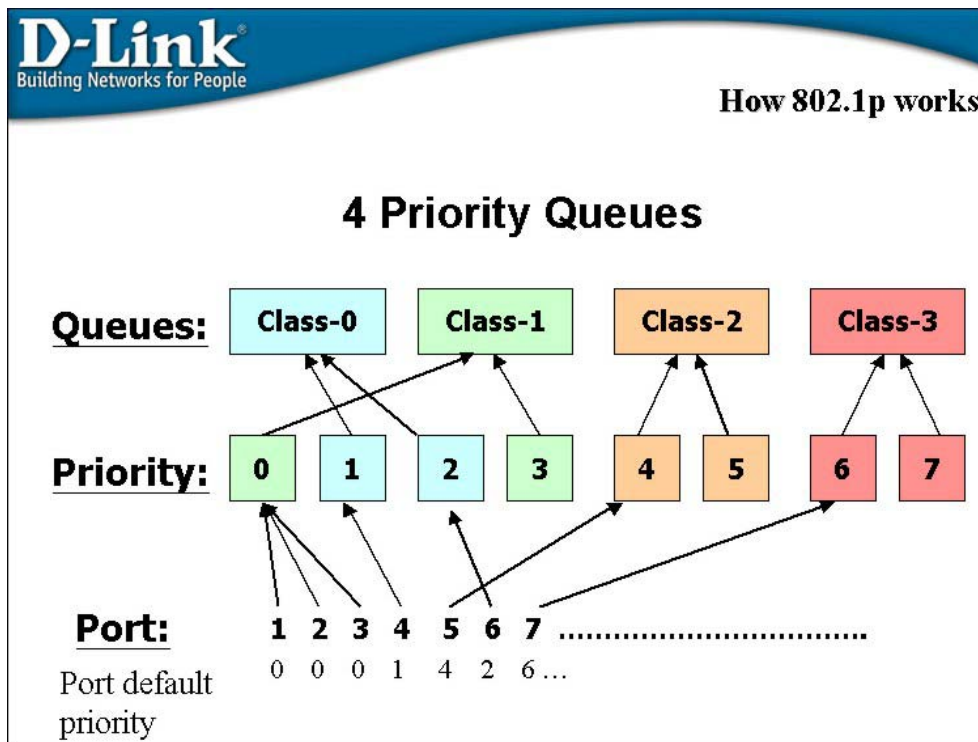 D-Link
Building Networks for People
How 802.1p works
4 Priority Queues
Queues: Class-0 Class-1 Class-2 Class-3
Priority: 0 1 2 3 4 5 6 7
Port: 1 2 3 4 5 6 7 ................................
Port default priority 0 0 0 1 4 2 6 ...